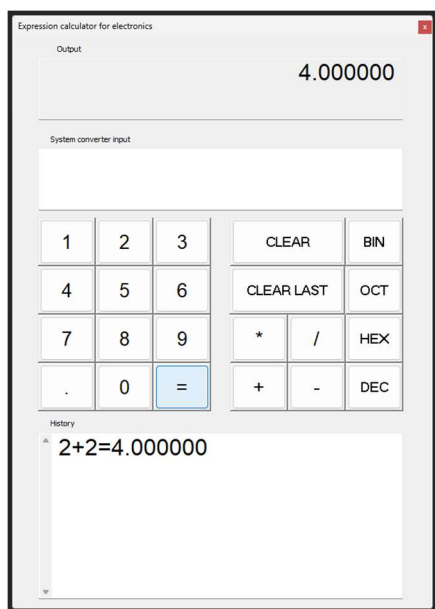 Expression calculator for electronics
x
Output
4.000000
System converter input
1 2 3 CLEAR BIN
4 5 6 CLEAR LAST OCT
7 8 9 * / HEX
. 0 = + - DEC
History
2+2=4.000000